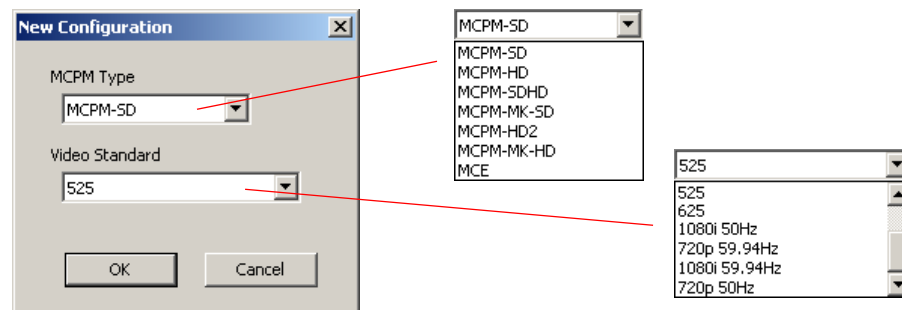 New Configuration
MCPM Type
MCPM-SD
Video Standard
525
OK
Cancel
MCPM-SD
MCPM-SD
MCPM-HD
MCPM-SDHD
MCPM-MK-SD
MCPM-HD2
MCPM-MK-HD
MCE
525
525
625
1080i 50Hz
720p 59.94Hz
1080i 59.94Hz
720p 50Hz